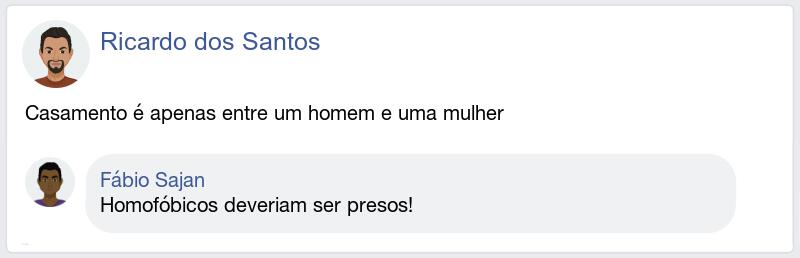 Ricardo dos Santos
Casamento é apenas entre um homem e uma mulher
Fábio Sajan
Homofóbicos deveriam ser presos!